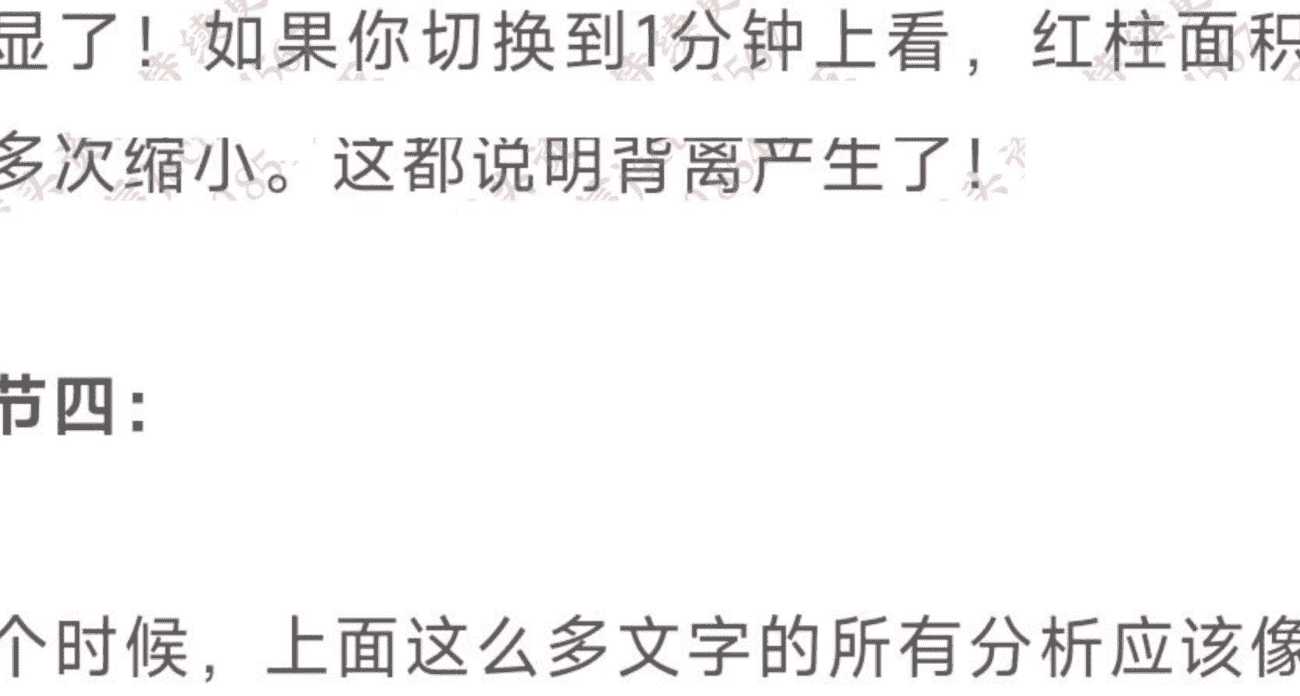 显了！如果你切换到1分钟上看，红柱面积
多次缩小。这都说明背离产生了！
节四：
个时候，上面这么多文字的所有分析应该像